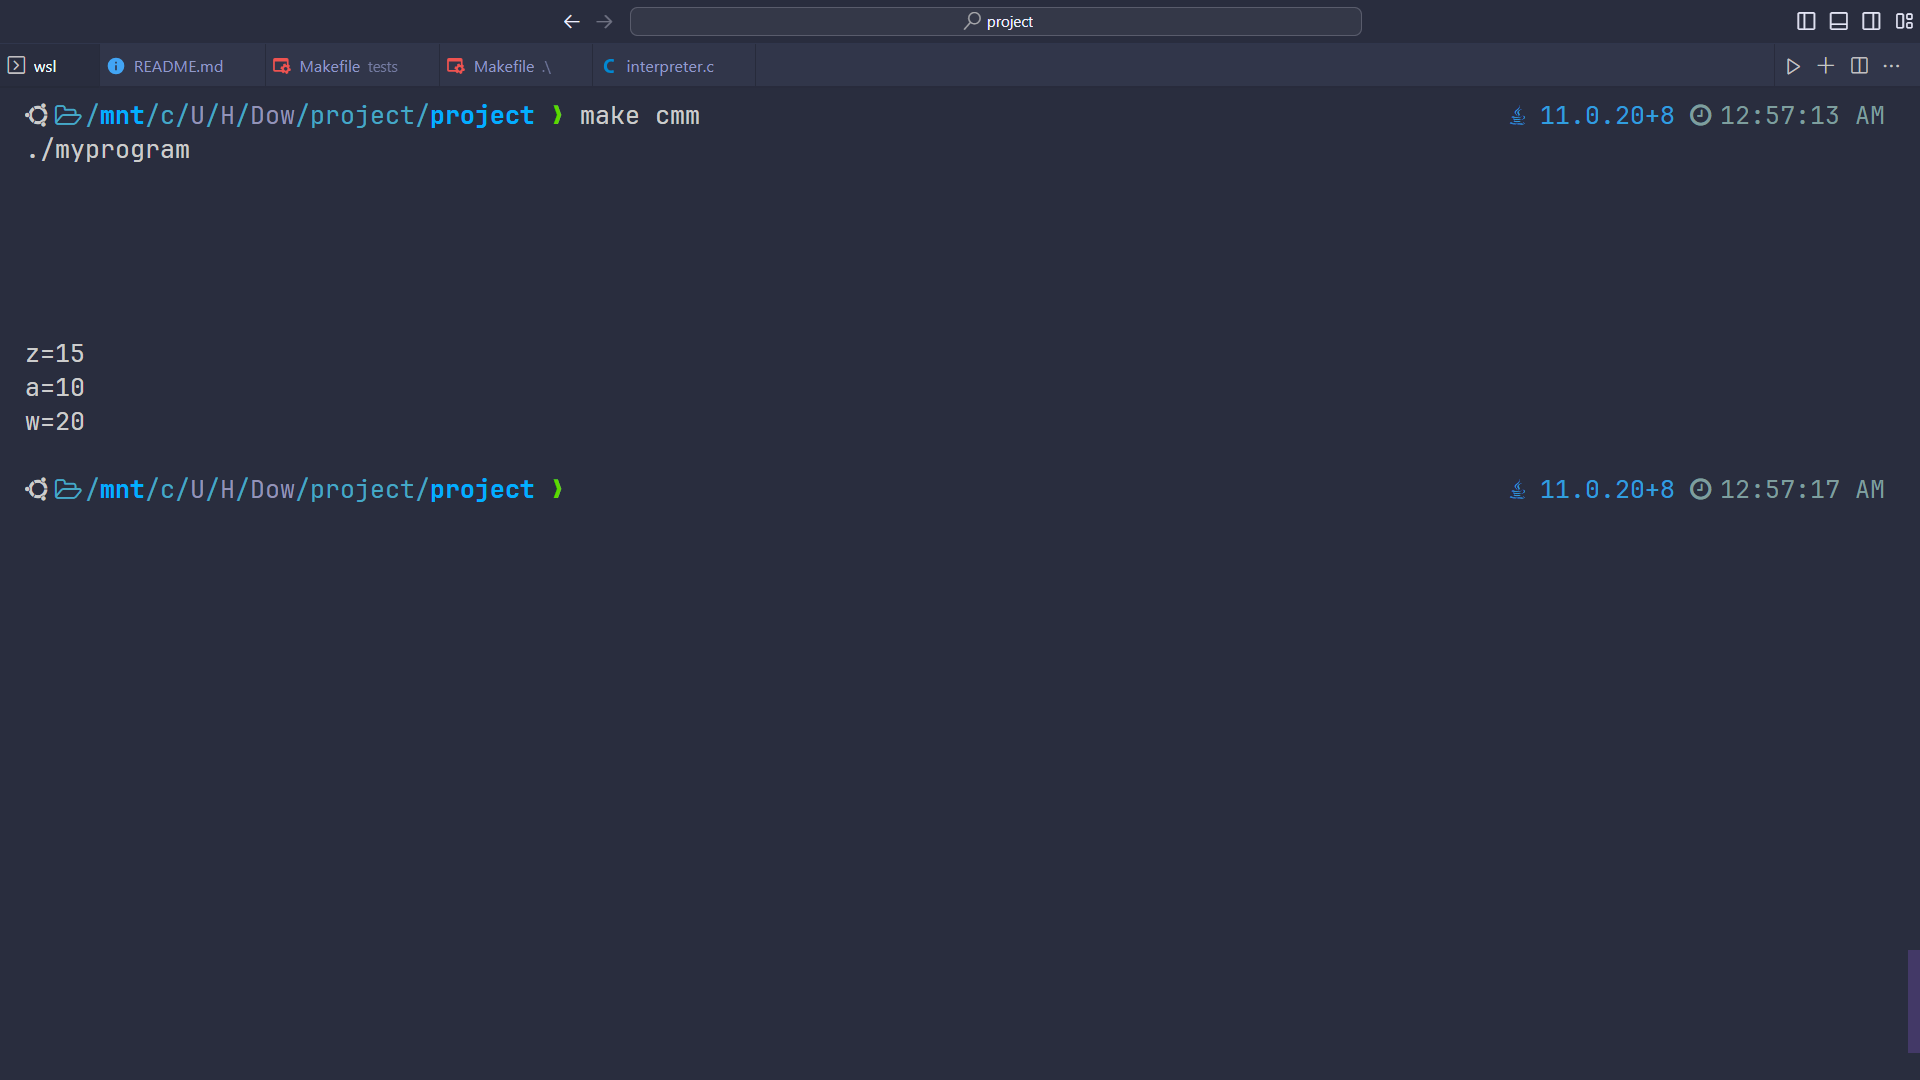 project
wsl README.md Makefile tests Makefile .\ interpreter.c
/mnt/c/U/H/Dow/project/project ❱ make cmm 11.0.20+8 12:57:13 AM
./myprogram
z=15
a=10
w=20
/mnt/c/U/H/Dow/project/project ❱ 11.0.20+8 12:57:17 AM